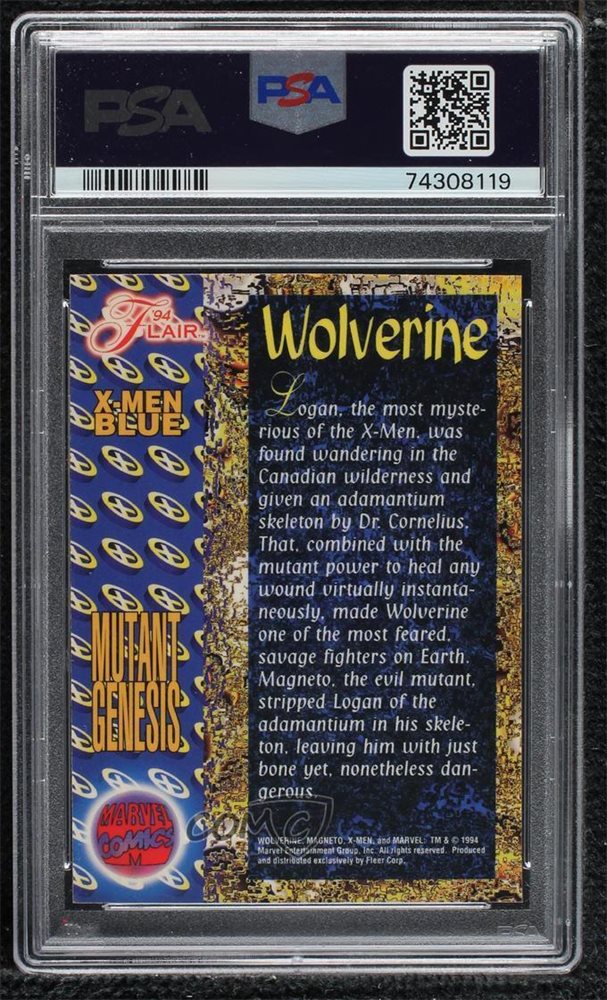 PSA
PSA
74308119
'94
FLAIR™
Wolverine
X-MEN
BLUE
Logan, the most myste-
rious of the X-Men, was
found wandering in the
Canadian wilderness and
given an adamantium
skeleton by Dr. Cornelius.
That, combined with the
mutant power to heal any
wound virtually instanta-
neously, made Wolverine
one of the most feared,
savage fighters on Earth.
Magneto, the evil mutant,
stripped Logan of the
adamantium in his skele-
ton, leaving him with just
bone yet, nonetheless dan-
gerous.
MUTANT
GENESIS
MARVEL
COMICS
M
COMC
WOLVERINE, MAGNETO, X-MEN, and MARVEL: TM & © 1994
Marvel Entertainment Group, Inc. All rights reserved. Produced
and distributed exclusively by Fleer Corp.